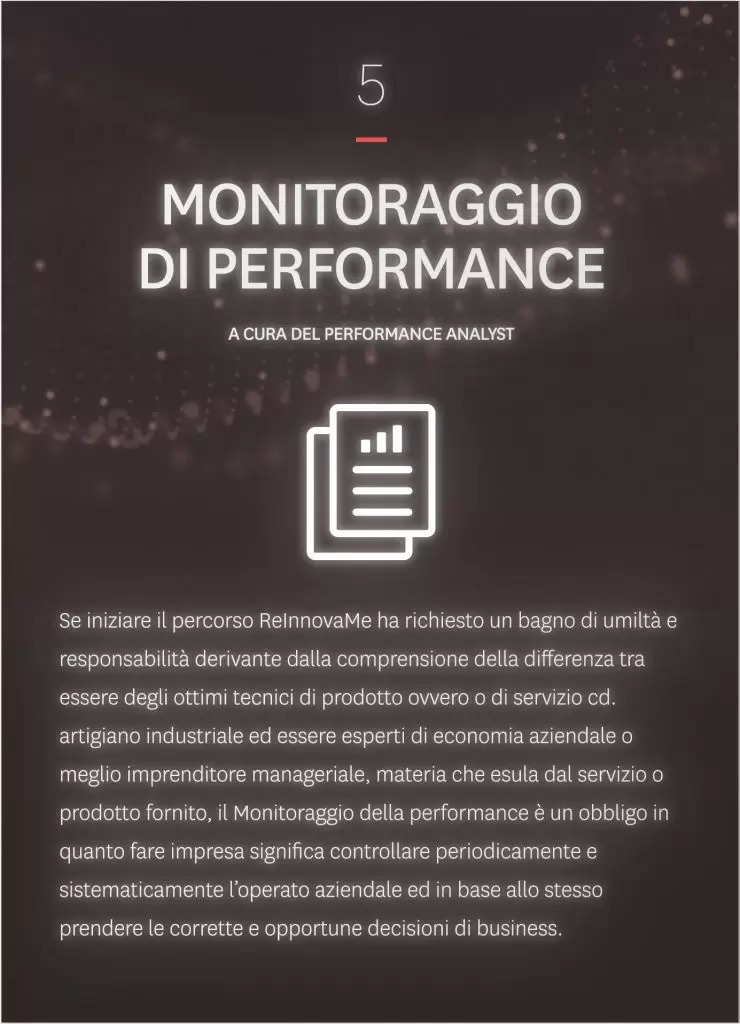 5
MONITORAGGIO
DI PERFORMANCE
A CURA DEL PERFORMANCE ANALYST
Se iniziare il percorso ReInnovaMe ha richiesto un bagno di umiltà e
responsabilità derivante dalla comprensione della differenza tra
essere degli ottimi tecnici di prodotto ovvero o di servizio cd.
artigiano industriale ed essere esperti di economia aziendale o
meglio imprenditore manageriale, materia che esula dal servizio o
prodotto fornito, il Monitoraggio della performance è un obbligo in
quanto fare impresa significa controllare periodicamente e
sistematicamente l’operato aziendale ed in base allo stesso
prendere le corrette e opportune decisioni di business.